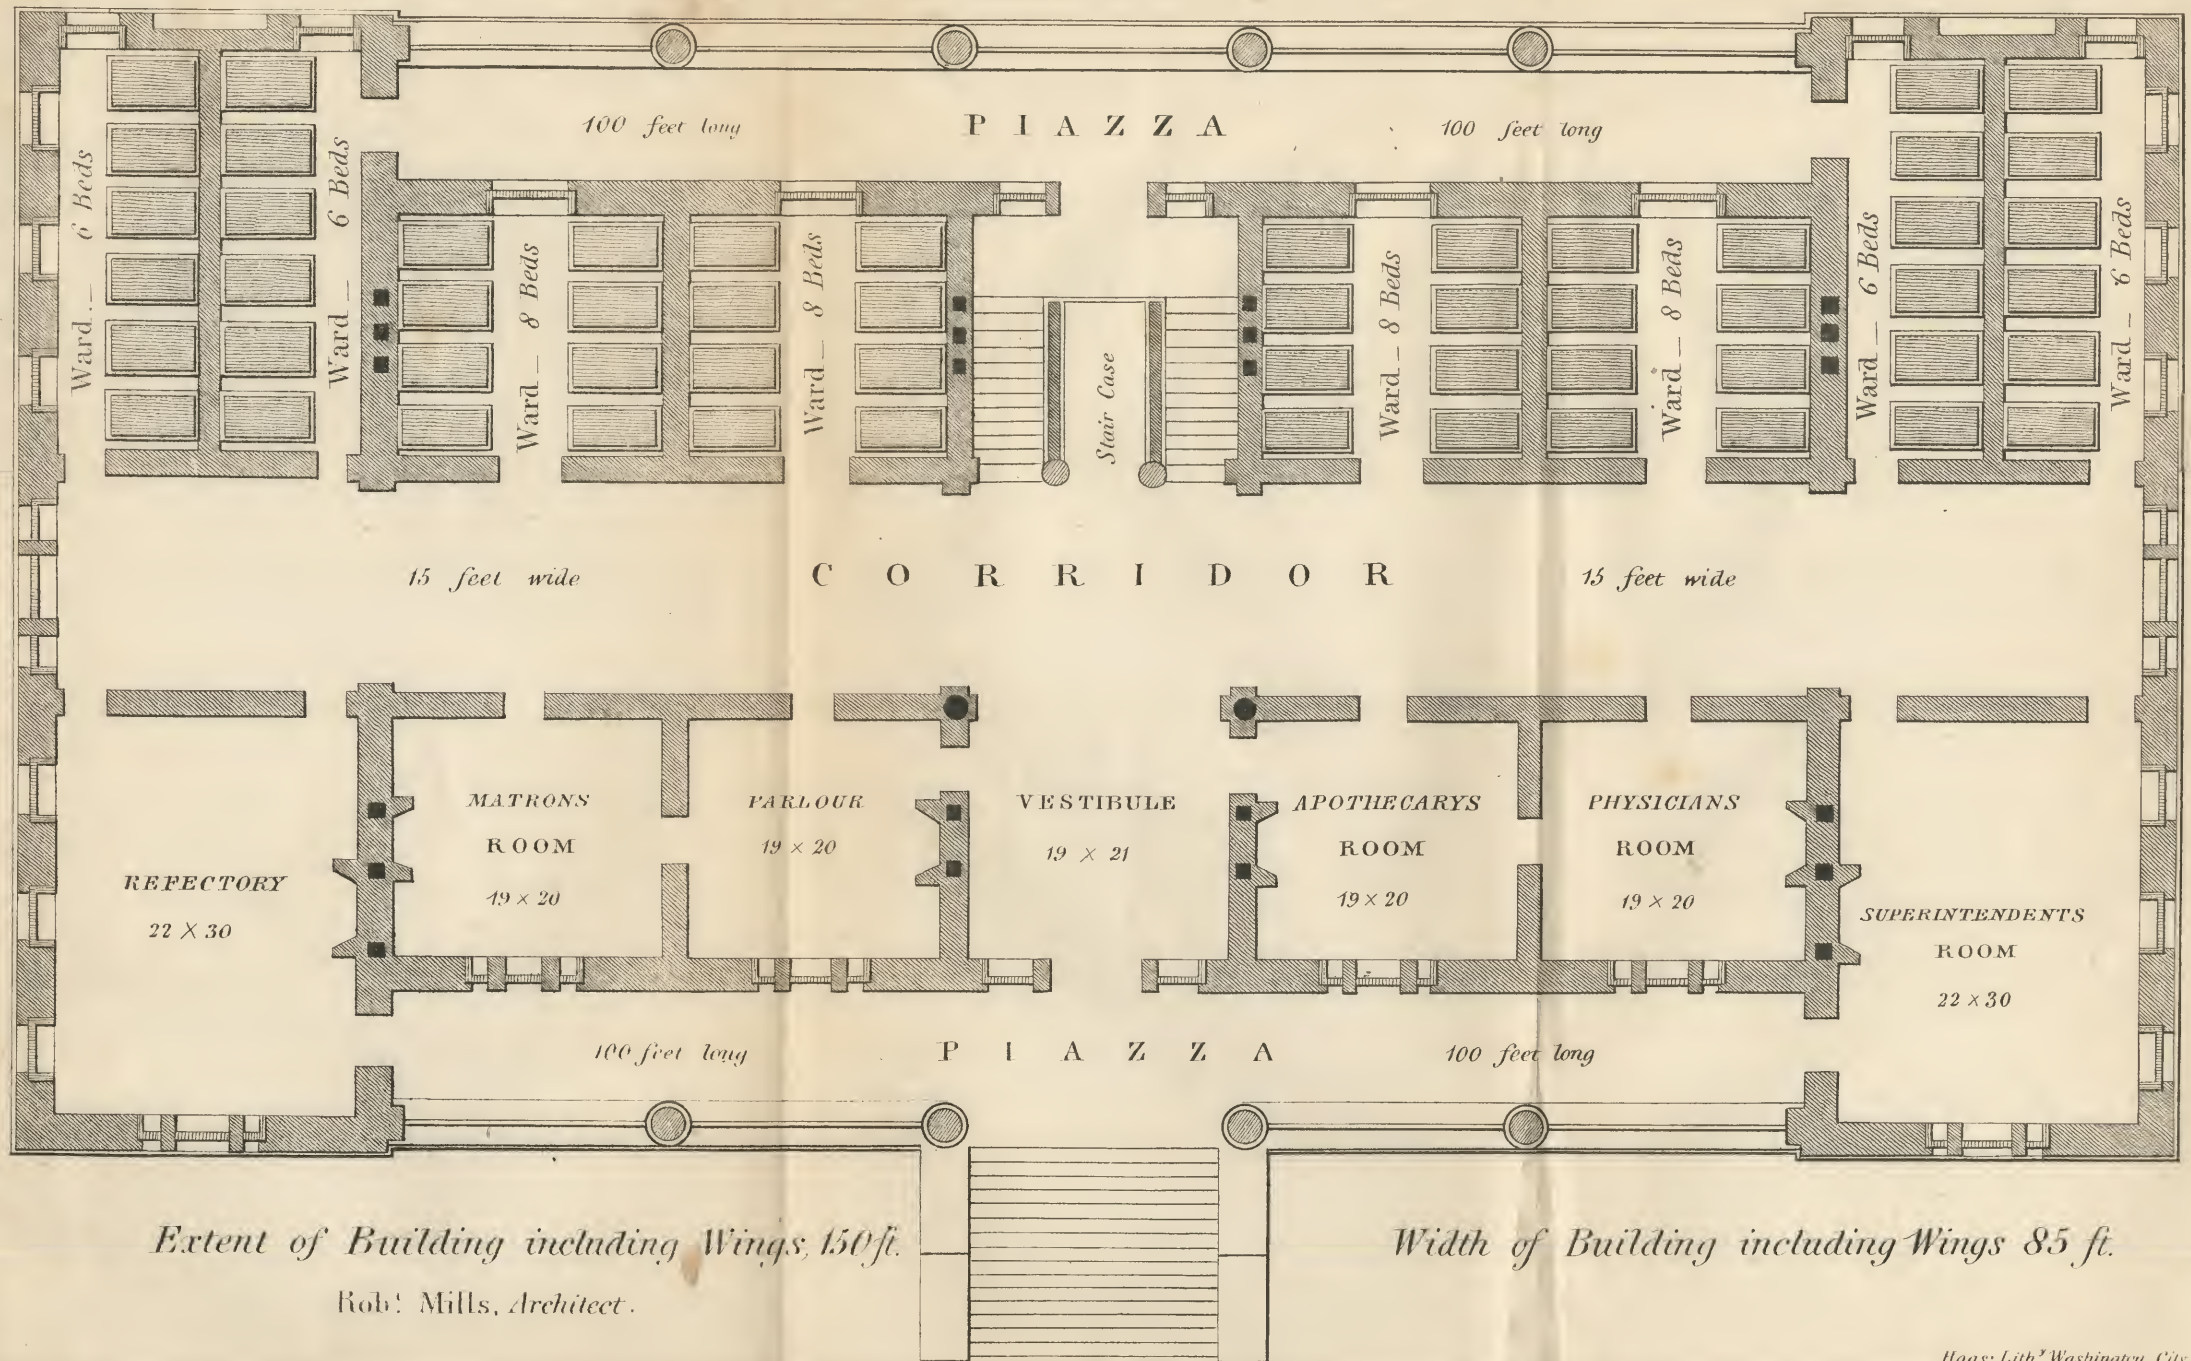 100 feet long PIAZZA 100 feet long
Ward. — 6 Beds
Ward — 6 Beds
Ward — 8 Beds
Ward — 8 Beds
Stair Case
Ward — 8 Beds
Ward — 8 Beds
Ward — 6 Beds
Ward — 6 Beds
15 feet wide CORRIDOR 15 feet wide
REFECTORY
22 × 30
MATRONS
ROOM
19 × 20
PARLOUR
19 × 20
VESTIBULE
19 × 21
APOTHECARYS
ROOM
19 × 20
PHYSICIANS
ROOM
19 × 20
SUPERINTENDENTS
ROOM
22 × 30
100 feet long PIAZZA 100 feet long
Extent of Building including Wings, 150 ft.
Width of Building including Wings 85 ft.
Robt. Mills, Architect.
Haas: Lithy Washington City